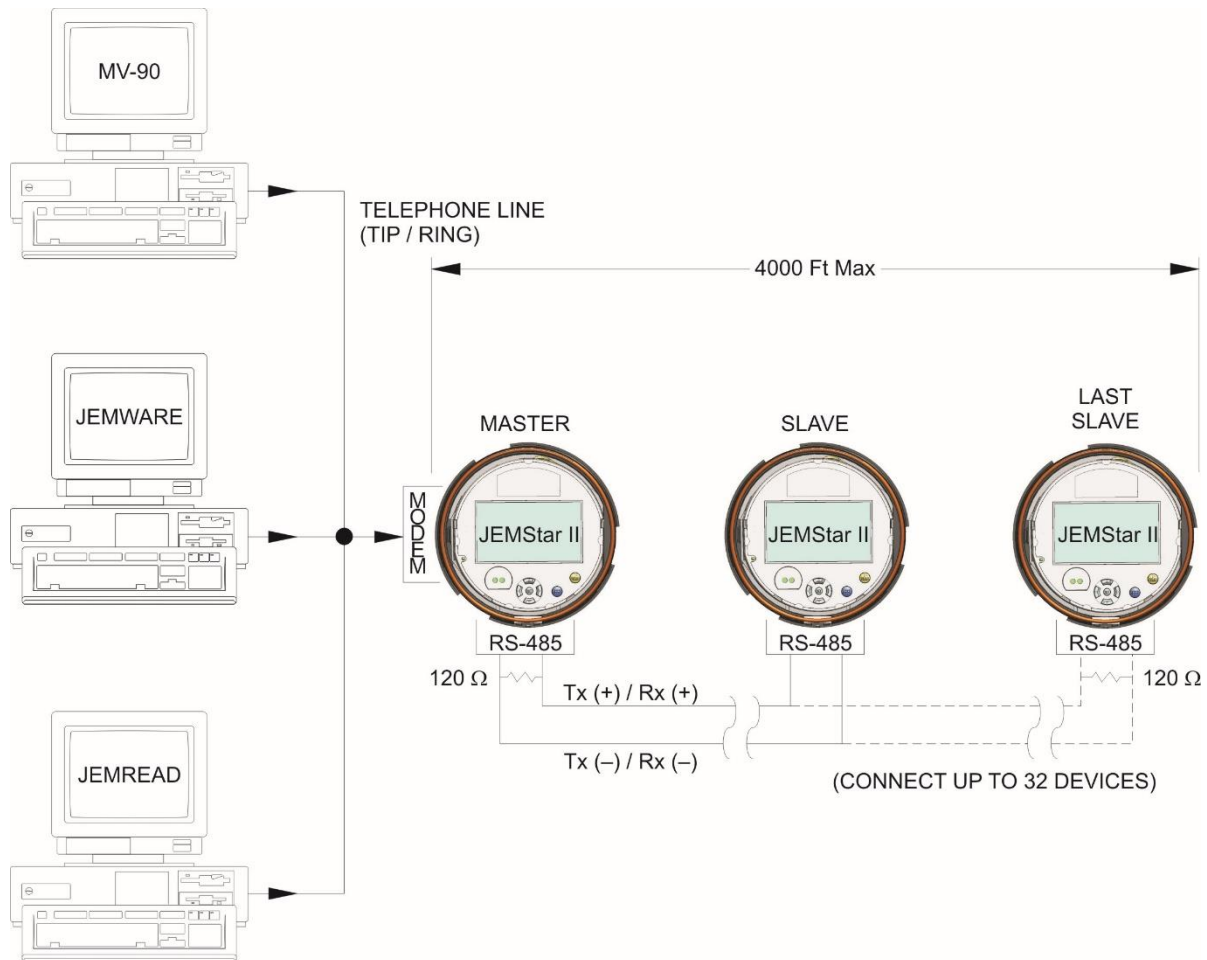 MV-90
TELEPHONE LINE
(TIP / RING)
4000 Ft Max
JEMWARE
MASTER
SLAVE
LAST
SLAVE
MODEM
JEMStar II
JEMStar II
JEMStar II
RS-485
RS-485
RS-485
120 Ω
120 Ω
Tx (+) / Rx (+)
Tx (–) / Rx (–)
JEMREAD
(CONNECT UP TO 32 DEVICES)